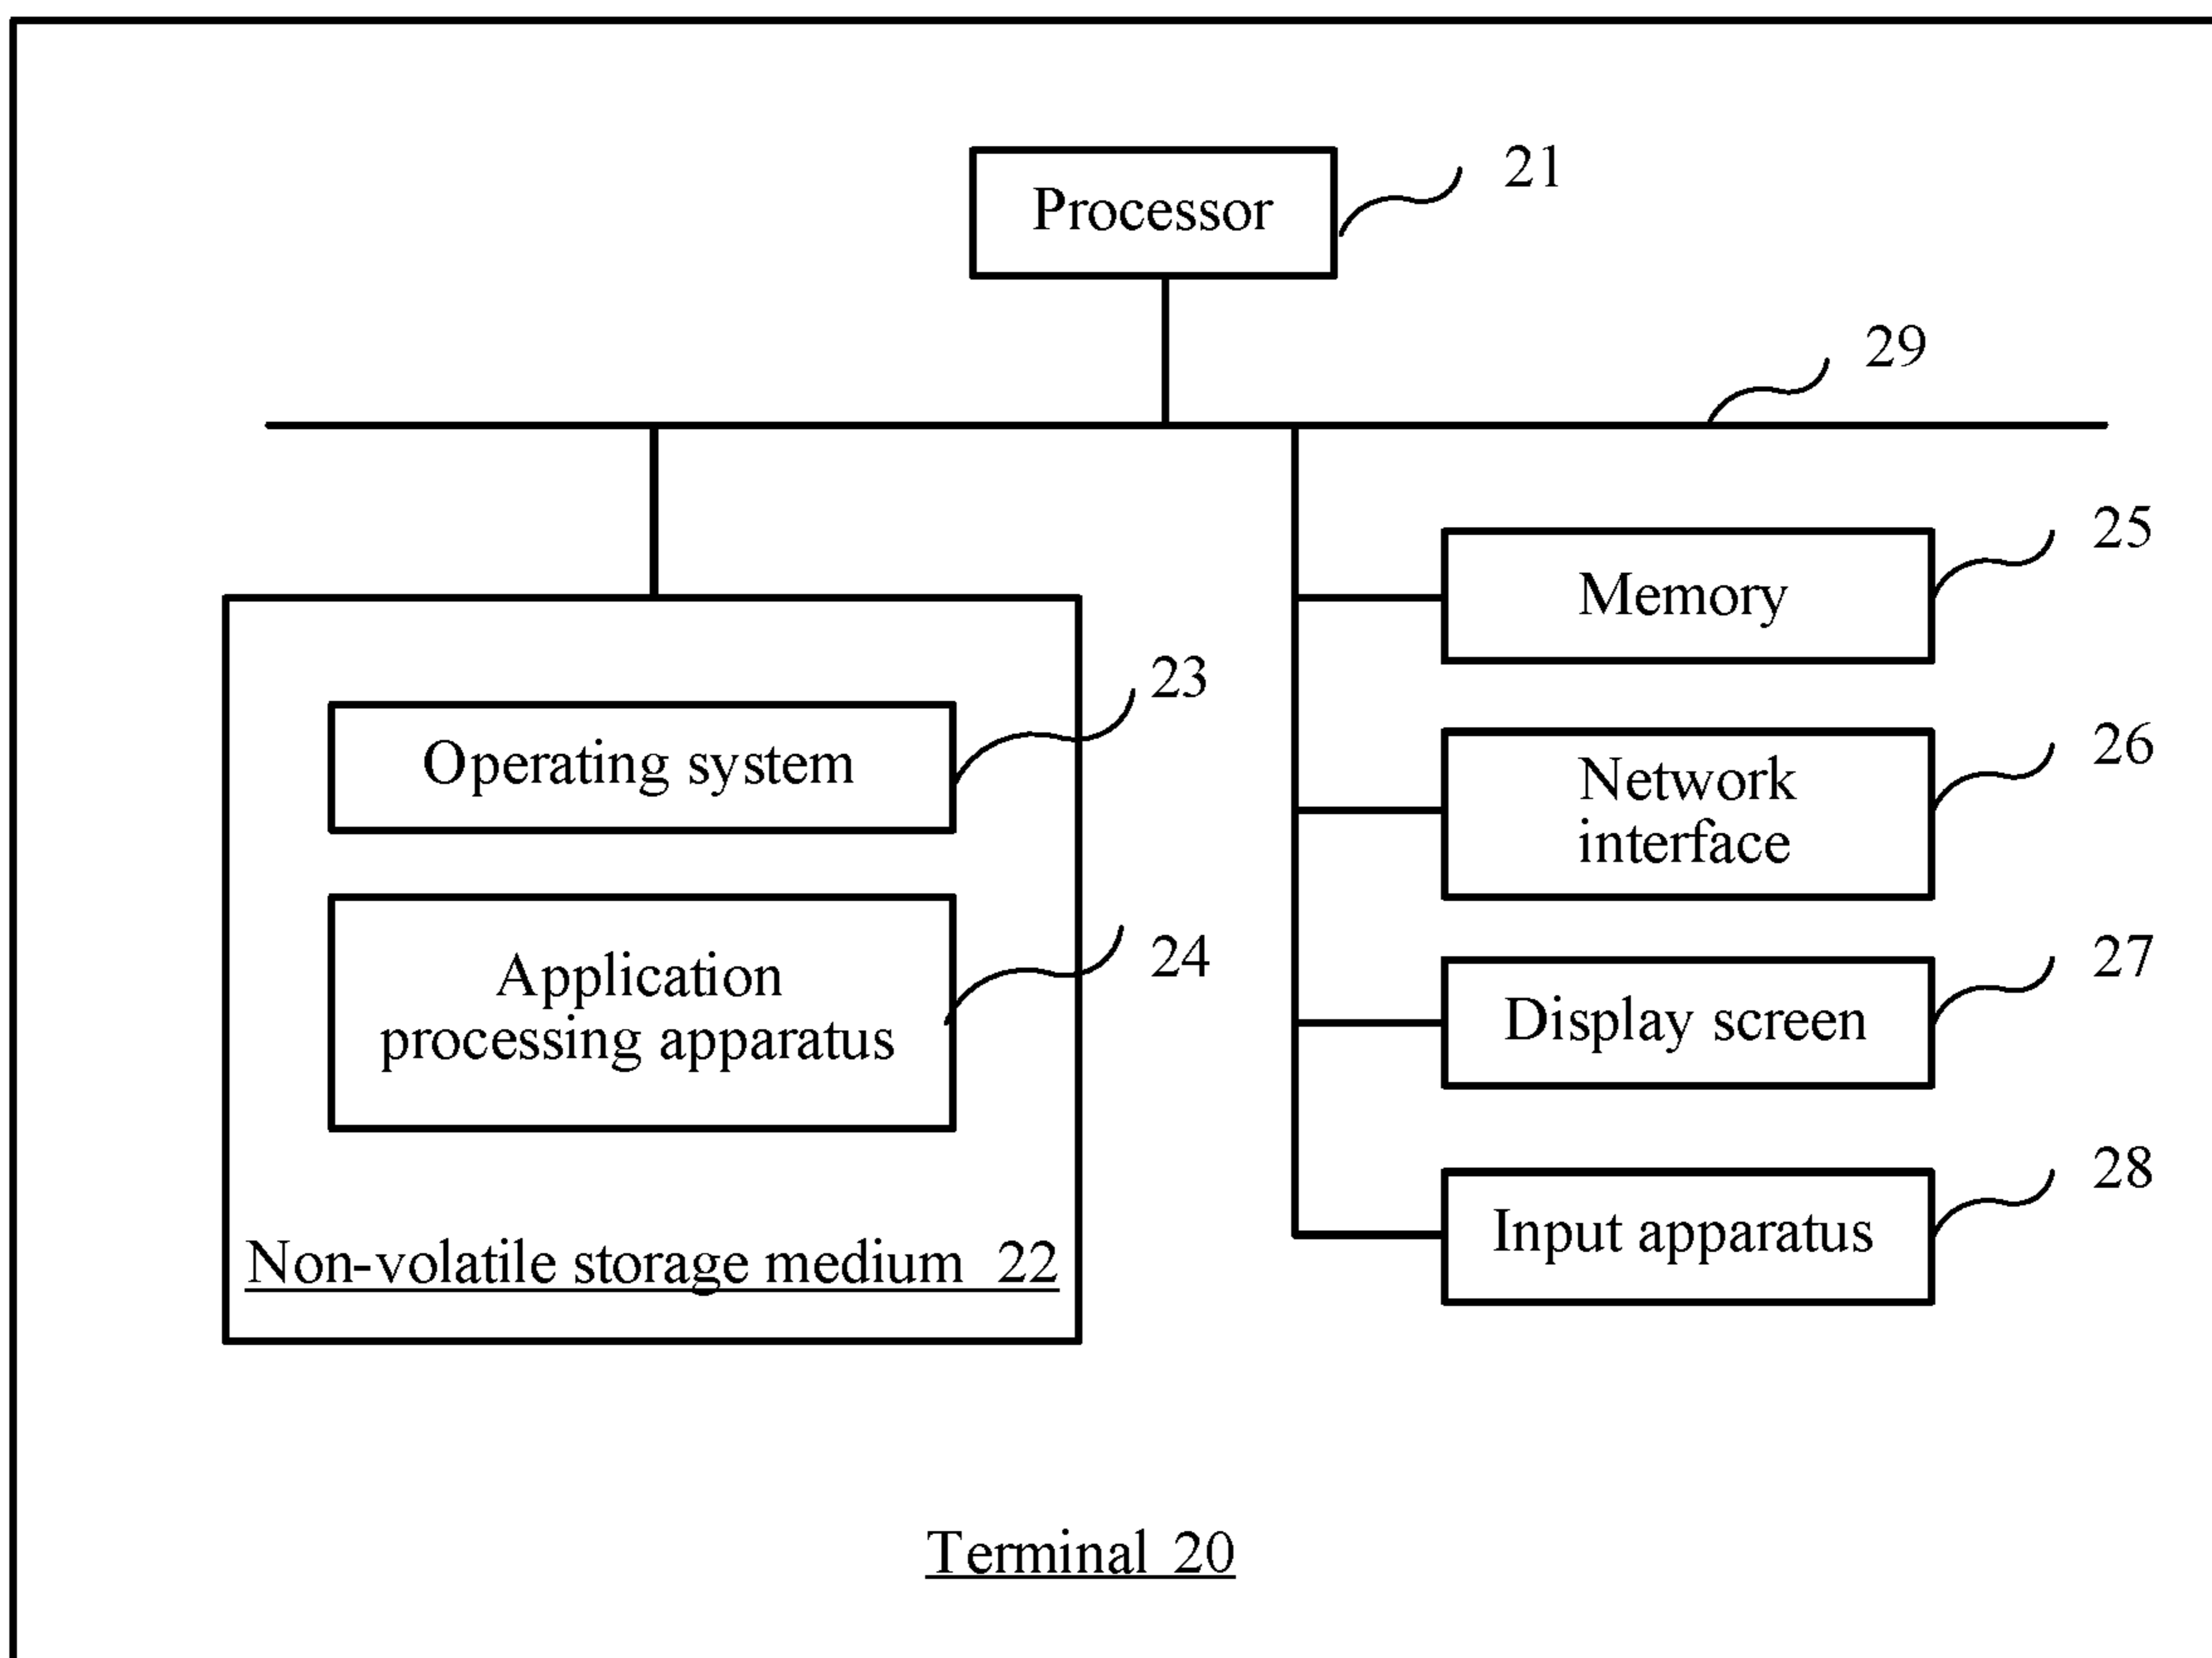 Processor
21
29
Memory
25
Operating system
23
Network
interface
26
Application
processing apparatus
24
Display screen
27
Input apparatus
28
Non-volatile storage medium 22
Terminal 20